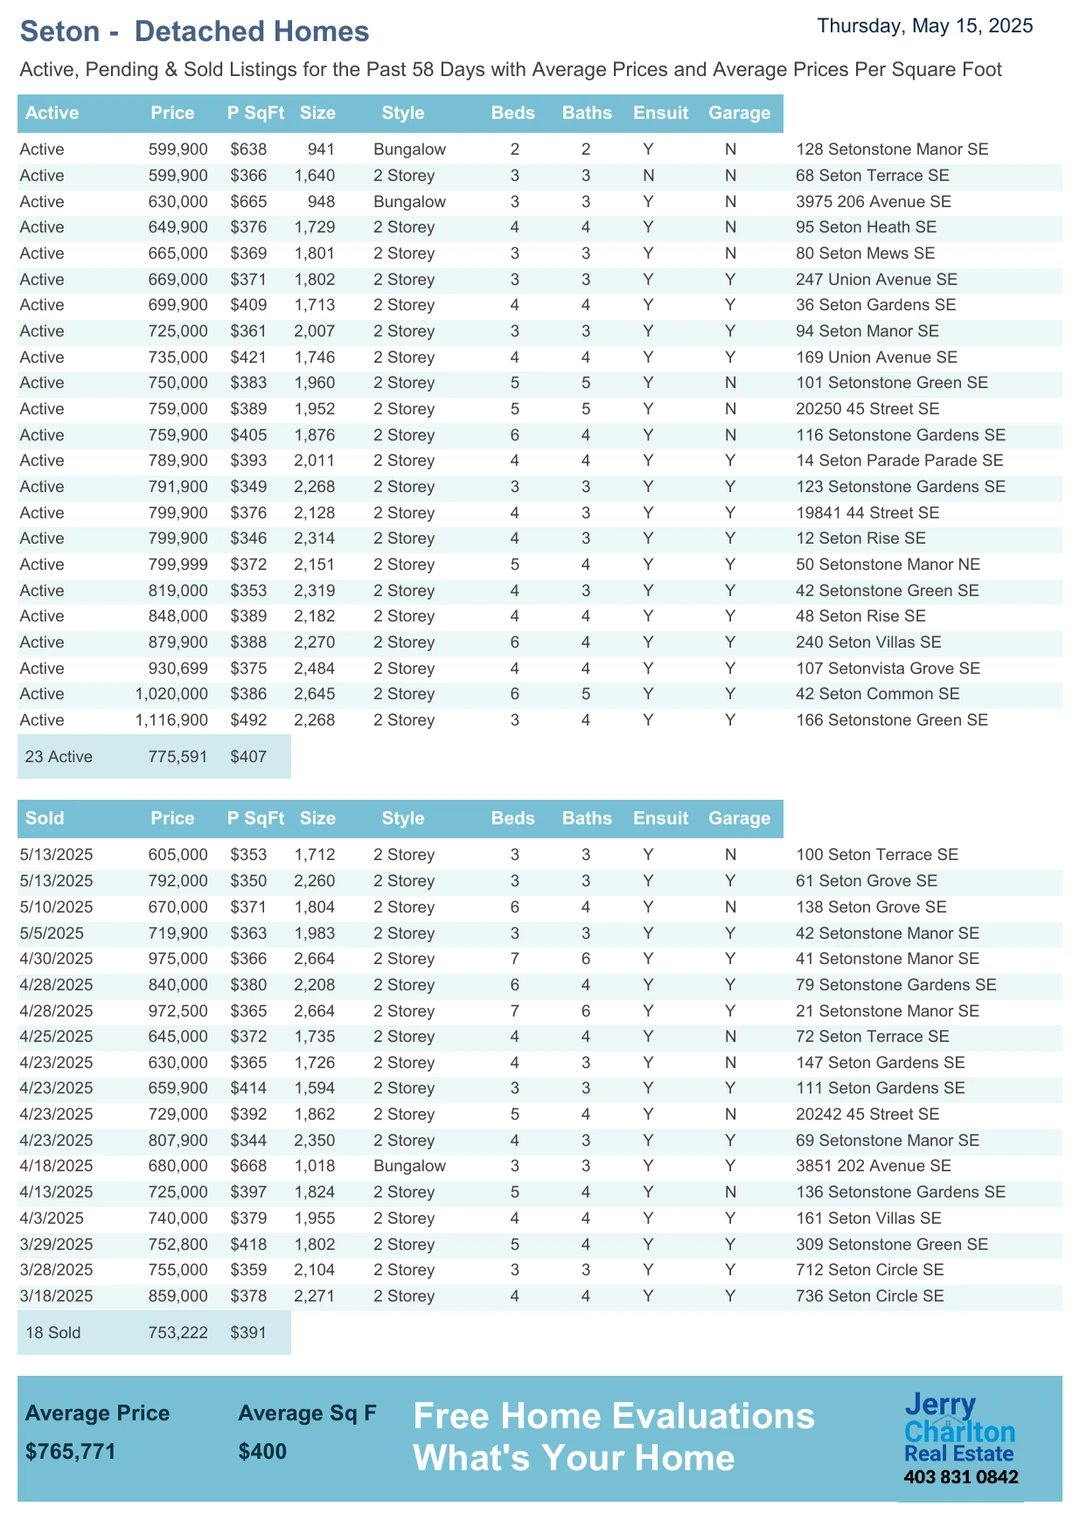 Seton -  Detached Homes
Thursday, May 15, 2025
Active, Pending & Sold Listings for the Past 58 Days with Average Prices and Average Prices Per Square Foot
Active Price P SqFt Size Style Beds Baths Ensuit Garage
Active 599,900 $638 941 Bungalow 2 2 Y N 128 Setonstone Manor SE
Active 599,900 $366 1,640 2 Storey 3 3 N N 68 Seton Terrace SE
Active 630,000 $665 948 Bungalow 3 3 Y N 3975 206 Avenue SE
Active 649,900 $376 1,729 2 Storey 4 4 Y N 95 Seton Heath SE
Active 665,000 $369 1,801 2 Storey 3 3 Y N 80 Seton Mews SE
Active 669,000 $371 1,802 2 Storey 3 3 Y Y 247 Union Avenue SE
Active 699,900 $409 1,713 2 Storey 4 4 Y Y 36 Seton Gardens SE
Active 725,000 $361 2,007 2 Storey 3 3 Y Y 94 Seton Manor SE
Active 735,000 $421 1,746 2 Storey 4 4 Y Y 169 Union Avenue SE
Active 750,000 $383 1,960 2 Storey 5 5 Y N 101 Setonstone Green SE
Active 759,000 $389 1,952 2 Storey 5 5 Y N 20250 45 Street SE
Active 759,900 $405 1,876 2 Storey 6 4 Y N 116 Setonstone Gardens SE
Active 789,900 $393 2,011 2 Storey 4 4 Y Y 14 Seton Parade Parade SE
Active 791,900 $349 2,268 2 Storey 3 3 Y Y 123 Setonstone Gardens SE
Active 799,900 $376 2,128 2 Storey 4 3 Y Y 19841 44 Street SE
Active 799,900 $346 2,314 2 Storey 4 3 Y Y 12 Seton Rise SE
Active 799,999 $372 2,151 2 Storey 5 4 Y Y 50 Setonstone Manor NE
Active 819,000 $353 2,319 2 Storey 4 3 Y Y 42 Setonstone Green SE
Active 848,000 $389 2,182 2 Storey 4 4 Y Y 48 Seton Rise SE
Active 879,900 $388 2,270 2 Storey 6 4 Y Y 240 Seton Villas SE
Active 930,699 $375 2,484 2 Storey 4 4 Y Y 107 Setonvista Grove SE
Active 1,020,000 $386 2,645 2 Storey 6 5 Y Y 42 Seton Common SE
Active 1,116,900 $492 2,268 2 Storey 3 4 Y Y 166 Setonstone Green SE
23 Active 775,591 $407
Sold Price P SqFt Size Style Beds Baths Ensuit Garage
5/13/2025 605,000 $353 1,712 2 Storey 3 3 Y N 100 Seton Terrace SE
5/13/2025 792,000 $350 2,260 2 Storey 3 3 Y Y 61 Seton Grove SE
5/10/2025 670,000 $371 1,804 2 Storey 6 4 Y N 138 Seton Grove SE
5/5/2025 719,900 $363 1,983 2 Storey 3 3 Y Y 42 Setonstone Manor SE
4/30/2025 975,000 $366 2,664 2 Storey 7 6 Y Y 41 Setonstone Manor SE
4/28/2025 840,000 $380 2,208 2 Storey 6 4 Y Y 79 Setonstone Gardens SE
4/28/2025 972,500 $365 2,664 2 Storey 7 6 Y Y 21 Setonstone Manor SE
4/25/2025 645,000 $372 1,735 2 Storey 4 4 Y N 72 Seton Terrace SE
4/23/2025 630,000 $365 1,726 2 Storey 4 3 Y N 147 Seton Gardens SE
4/23/2025 659,900 $414 1,594 2 Storey 3 3 Y Y 111 Seton Gardens SE
4/23/2025 729,000 $392 1,862 2 Storey 5 4 Y N 20242 45 Street SE
4/23/2025 807,900 $344 2,350 2 Storey 4 3 Y Y 69 Setonstone Manor SE
4/18/2025 680,000 $668 1,018 Bungalow 3 3 Y Y 3851 202 Avenue SE
4/13/2025 725,000 $397 1,824 2 Storey 5 4 Y N 136 Setonstone Gardens SE
4/3/2025 740,000 $379 1,955 2 Storey 4 4 Y Y 161 Seton Villas SE
3/29/2025 752,800 $418 1,802 2 Storey 5 4 Y Y 309 Setonstone Green SE
3/28/2025 755,000 $359 2,104 2 Storey 3 3 Y Y 712 Seton Circle SE
3/18/2025 859,000 $378 2,271 2 Storey 4 4 Y Y 736 Seton Circle SE
18 Sold 753,222 $391
Average Price Average Sq F
$765,771 $400
Free Home Evaluations
What's Your Home
Jerry
Charlton
Real Estate
403 831 0842